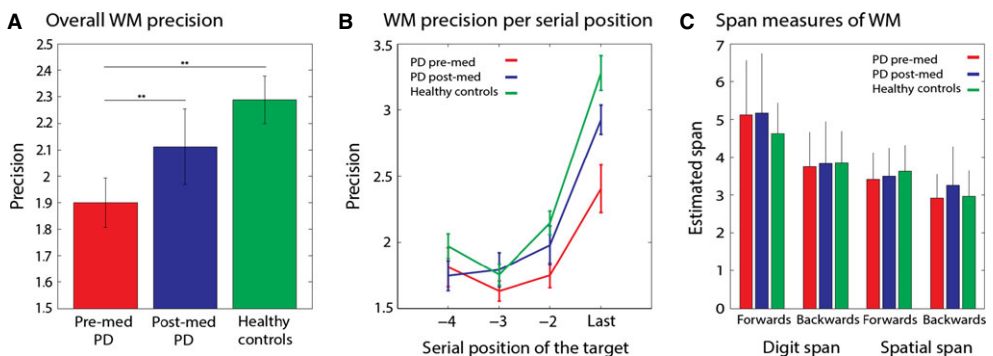 A Overall WM precision
2.5
2.4
2.3
2.2
2.1
2
1.9
1.8
1.7
1.6
1.5
Precision
**
**
Pre-med
PD
Post-med
PD
Healthy
controls
B WM precision per serial position
3.5
3
2.5
2
1.5
Precision
PD pre-med
PD post-med
Healthy controls
−4
−3
−2
Last
Serial position of the target
C Span measures of WM
7
6
5
4
3
2
1
0
Estimated span
PD pre-med
PD post-med
Healthy controls
Forwards Backwards Forwards Backwards
Digit span Spatial span